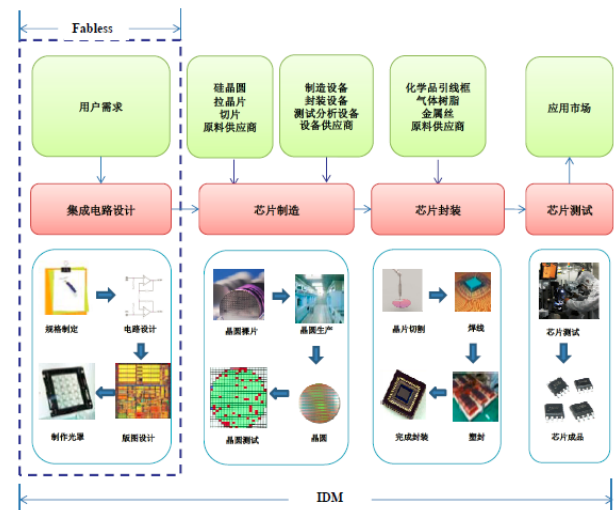 Fabless
用户需求
硅晶圆
拉晶片
切片
原料供应商
制造设备
封装设备
测试分析设备
设备供应商
化学品引线框
气体树脂
金属丝
原料供应商
应用市场
集成电路设计
芯片制造
芯片封装
芯片测试
规格制定
电路设计
制作光罩
版图设计
晶圆裸片
晶圆生产
晶圆测试
晶圆
晶片切割
焊线
完成封装
塑封
芯片测试
芯片成品
IDM